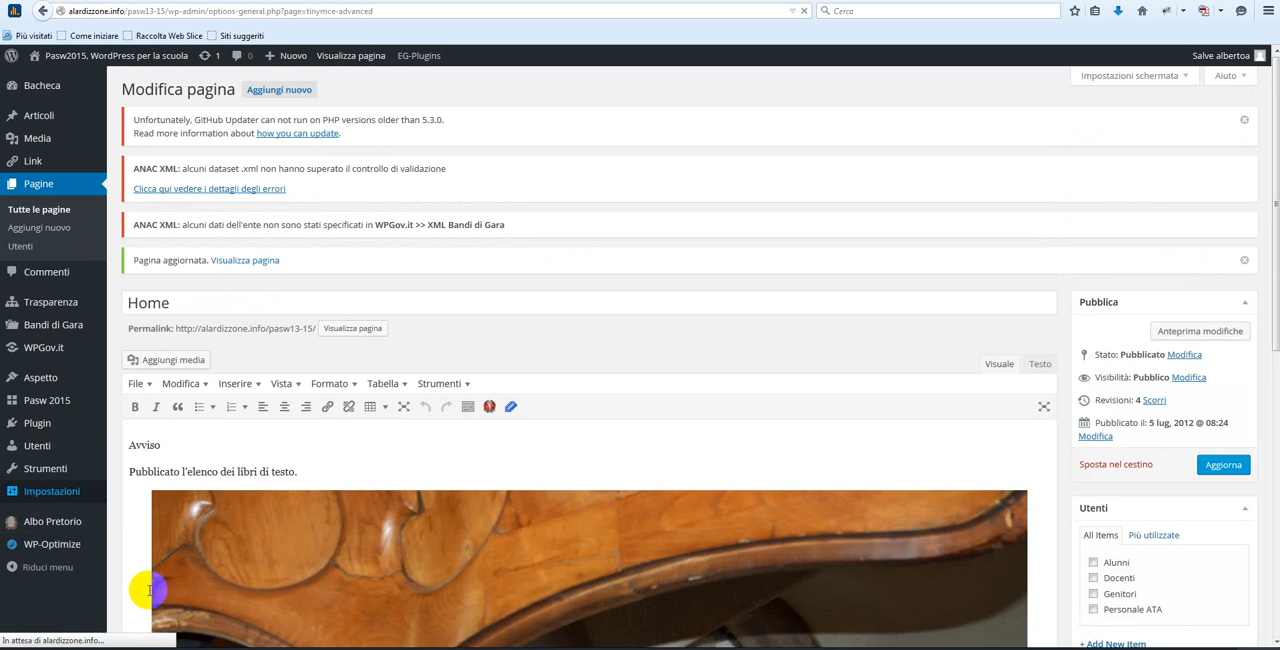 alardizzone.info/pasw13-15/wp-admin/options-general.php?page=tinymce-advanced
Cerca
Più visitati Come iniziare Raccolta Web Slice Siti suggeriti
Pasw2015, WordPress per la scuola 1 0 Nuovo Visualizza pagina EG-Plugins Salve albertoa
Bacheca
Articoli
Media
Link
Pagine
Tutte le pagine
Aggiungi nuovo
Utenti
Commenti
Trasparenza
Bandi di Gara
WPGov.it
Aspetto
Pasw 2015
Plugin
Utenti
Strumenti
Impostazioni
Albo Pretorio
WP-Optimize
Riduci menu
In attesa di alardizzone.info...
Impostazioni schermata Aiuto
Modifica pagina Aggiungi nuovo
Unfortunately, GitHub Updater can not run on PHP versions older than 5.3.0.
Read more information about how you can update.
ANAC XML: alcuni dataset .xml non hanno superato il controllo di validazione
Clicca qui vedere i dettagli degli errori
ANAC XML: alcuni dati dell'ente non sono stati specificati in WPGov.it >> XML Bandi di Gara
Pagina aggiornata. Visualizza pagina
Home
Permalink: http://alardizzone.info/pasw13-15/ Visualizza pagina
Aggiungi media
Visuale Testo
File Modifica Inserire Vista Formato Tabella Strumenti
B I
Avviso
Pubblicato l'elenco dei libri di testo.
Pubblica
Anteprima modifiche
Stato: Pubblicato Modifica
Visibilità: Pubblico Modifica
Revisioni: 4 Scorri
Pubblicato il: 5 lug, 2012 @ 08:24
Modifica
Sposta nel cestino Aggiorna
Utenti
All Items Più utilizzate
Alunni
Docenti
Genitori
Personale ATA
+ Add New Item